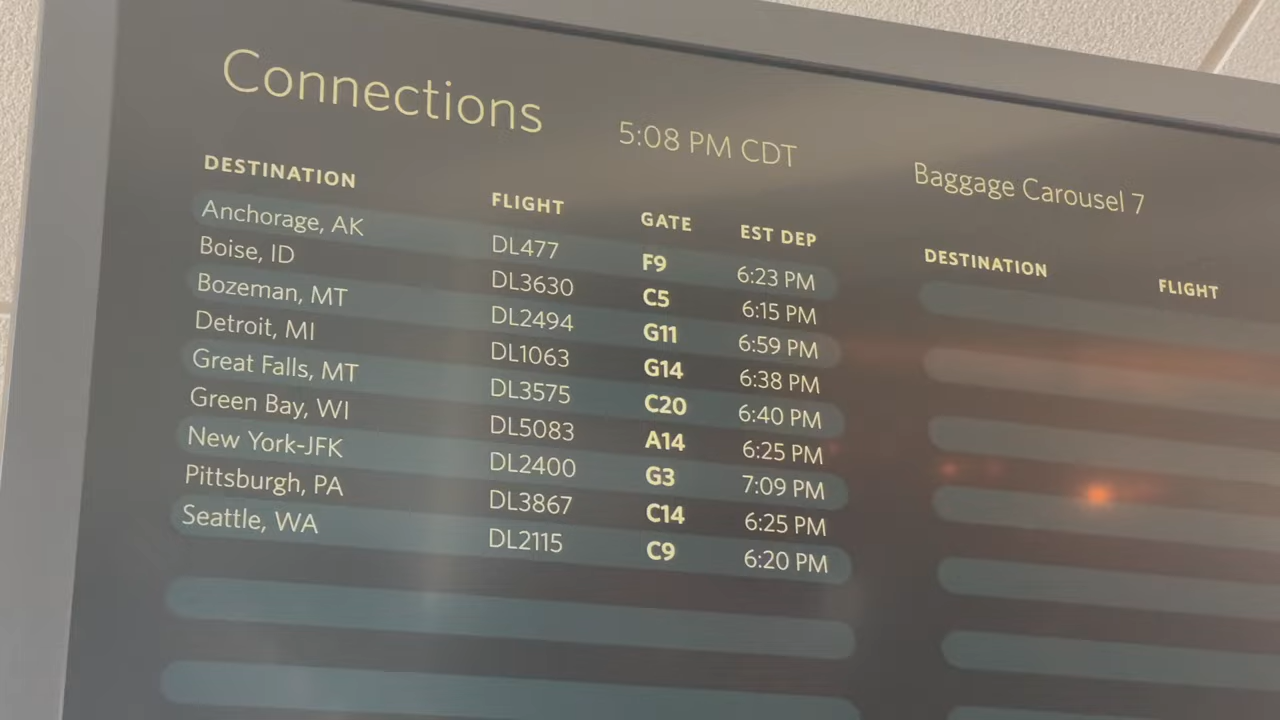 Connections
5:08 PM CDT
DESTINATION FLIGHT GATE EST DEP
Anchorage, AK DL477 F9 6:23 PM
Boise, ID DL3630 C5 6:15 PM
Bozeman, MT DL2494 G11 6:59 PM
Detroit, MI DL1063 G14 6:38 PM
Great Falls, MT DL3575 C20 6:40 PM
Green Bay, WI DL5083 A14 6:25 PM
New York-JFK DL2400 G3 7:09 PM
Pittsburgh, PA DL3867 C14 6:25 PM
Seattle, WA DL2115 C9 6:20 PM
Baggage Carousel 7
DESTINATION FLIGHT